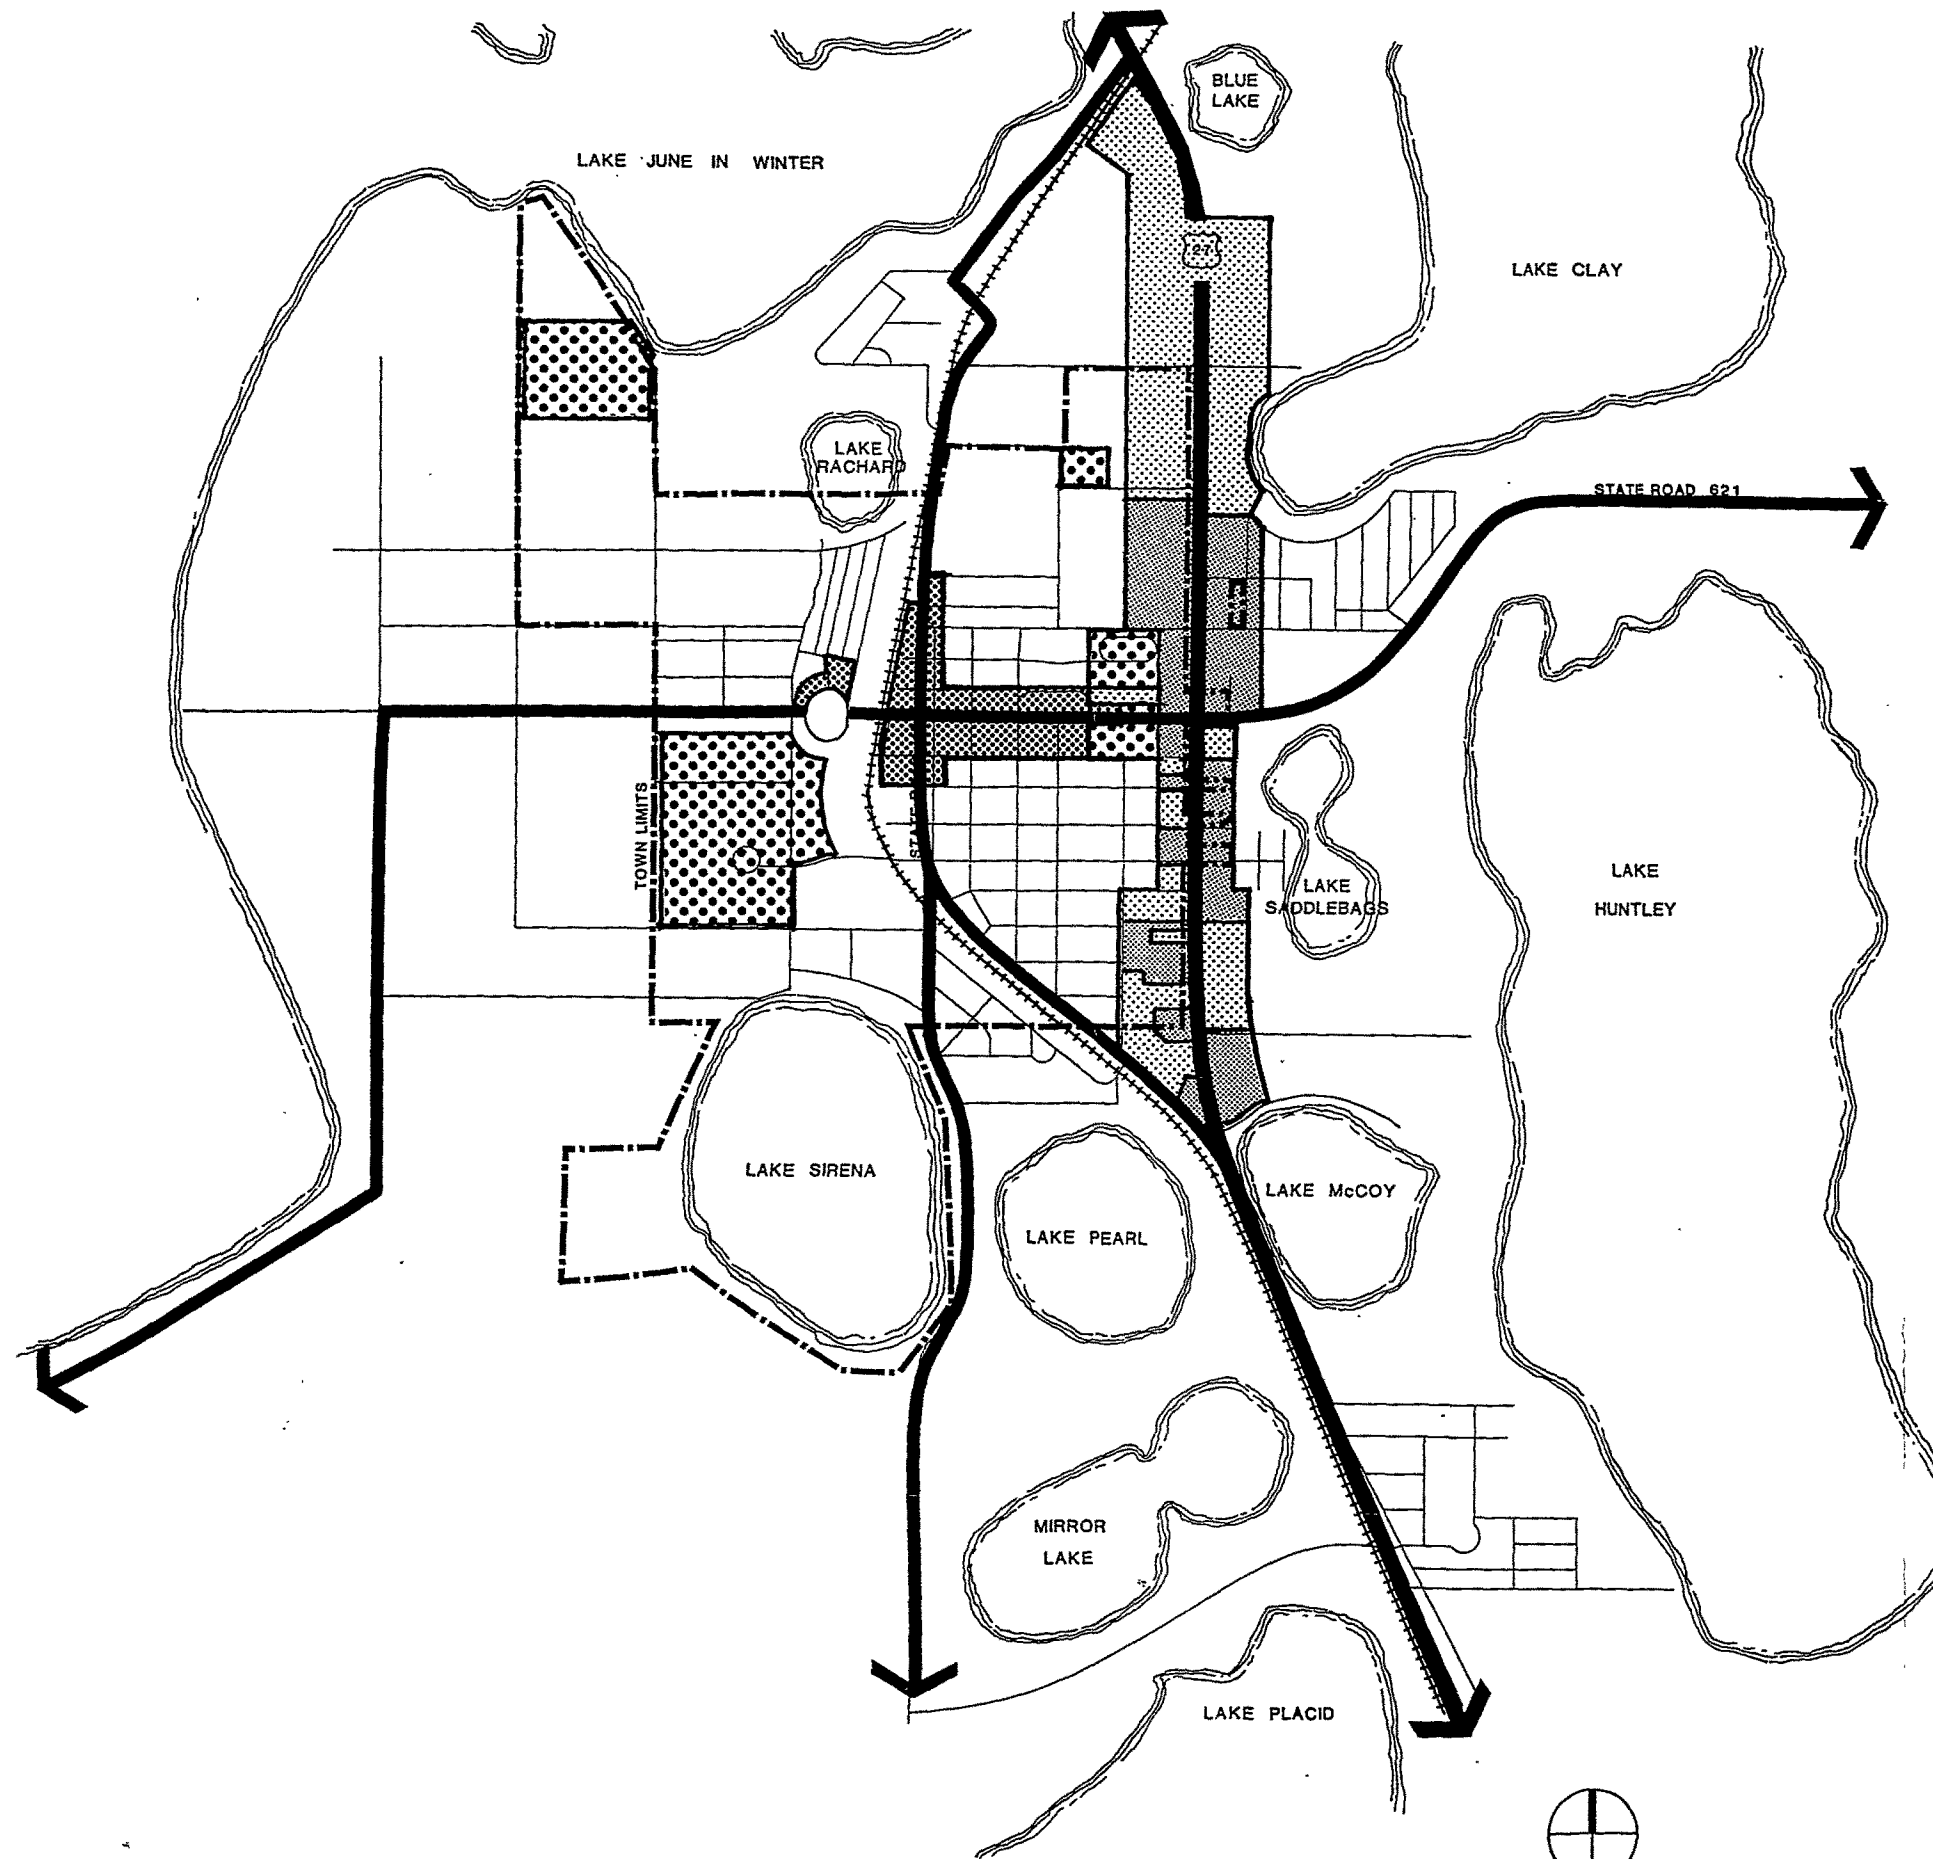 BLUE
LAKE
LAKE JUNE IN WINTER
27
LAKE CLAY
LAKE
RACHARD
STATE ROAD 621
TOWN LIMITS
LAKE
SADDLEBAGS
LAKE
HUNTLEY
LAKE SIRENA
LAKE McCOY
LAKE PEARL
MIRROR
LAKE
LAKE PLACID